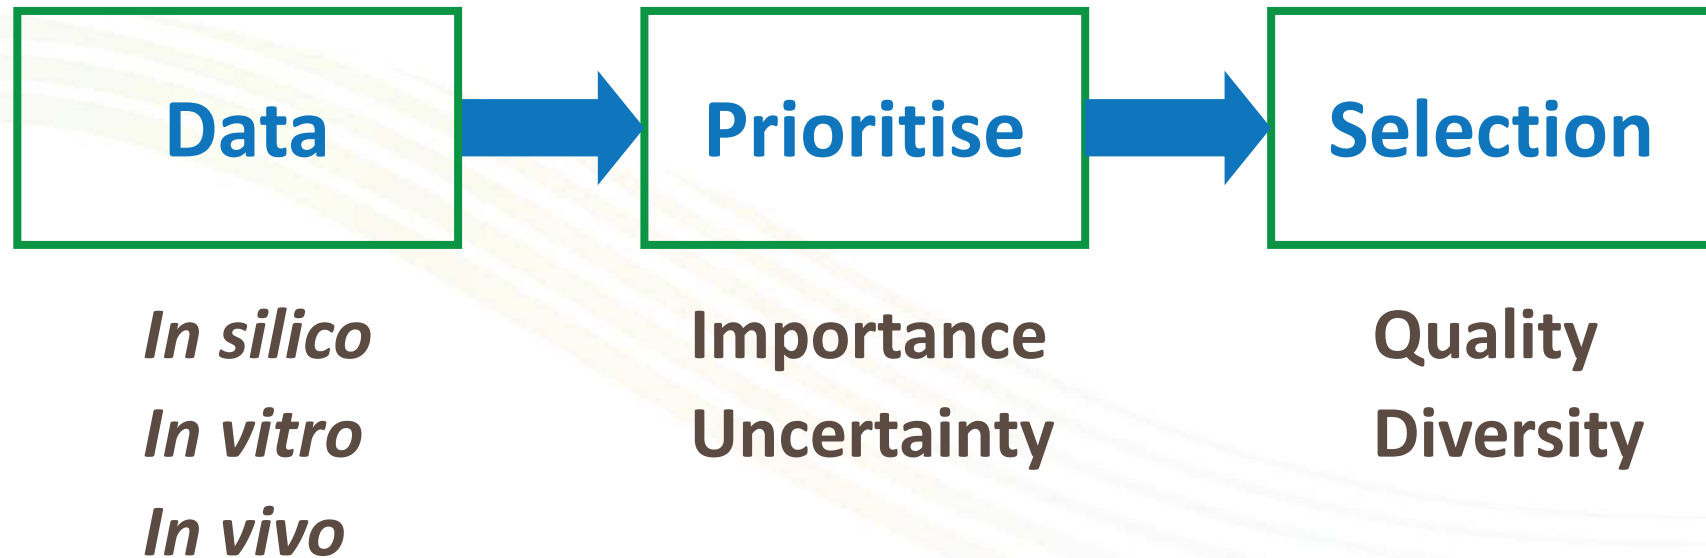 Data
Prioritise
Selection
In silico
In vitro
In vivo
Importance
Uncertainty
Quality
Diversity